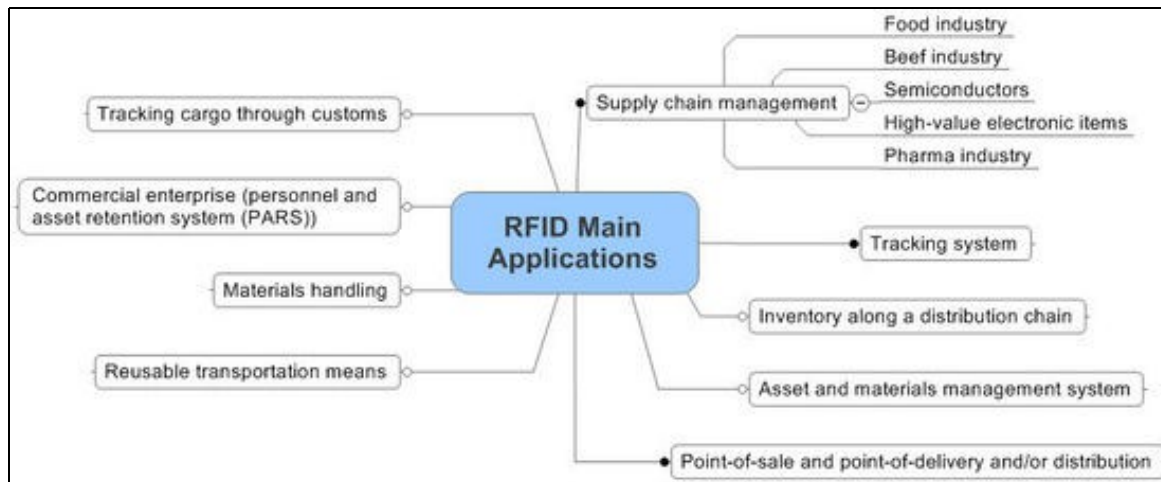 RFID Main
Applications
Supply chain management
Food industry
Beef industry
Semiconductors
High-value electronic items
Pharma industry
Tracking system
Inventory along a distribution chain
Asset and materials management system
Point-of-sale and point-of-delivery and/or distribution
Tracking cargo through customs
Commercial enterprise (personnel and
asset retention system (PARS))
Materials handling
Reusable transportation means